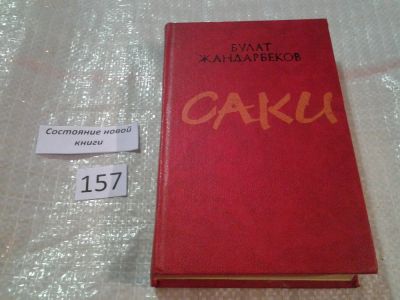 БУЛАТ
ЖАНДАРБЕКОВ
САКИ
Состояние новой
книги
157